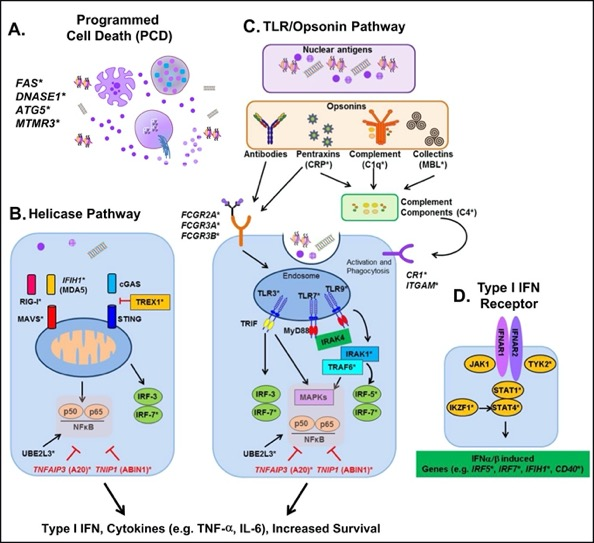 A.
Programmed
Cell Death (PCD)
FAS*
DNASE1*
ATG5*
MTMR3*
C. TLR/Opsonin Pathway
Nuclear antigens
Opsonins
Antibodies
Pentraxins
(CRP*)
Complement
(C1q*)
Collectins
(MBL*)
Complement
Components (C4*)
FCGR2A*
FCGR3A*
FCGR3B*
Activation and
Phagocytosis
CR1*
ITGAM*
Endosome
TLR3*
TLR7*
TLR9*
TRIF
MyD88
IRAK4
IRAK1*
TRAF6*
MAPKs
IRF-3
IRF-7*
IRF-5*
IRF-7*
p50
p65
NFκB
UBE2L3*
TNFAIP3 (A20)*
TNIP1 (ABIN1)*
B. Helicase Pathway
RIG-I*
IFIH1*
(MDA5)
cGAS
TREX1*
MAVS*
STING
IRF-3
IRF-7*
p50
p65
NFκB
UBE2L3*
TNFAIP3 (A20)*
TNIP1 (ABIN1)*
D. Type I IFN
Receptor
IFNAR1
IFNAR2
JAK1
TYK2*
STAT1*
IKZF1*
STAT4*
IFNα/β induced
Genes (e.g. IRF5*, IRF7*, IFIH1*, CD40*)
Type I IFN, Cytokines (e.g. TNF-α, IL-6), Increased Survival